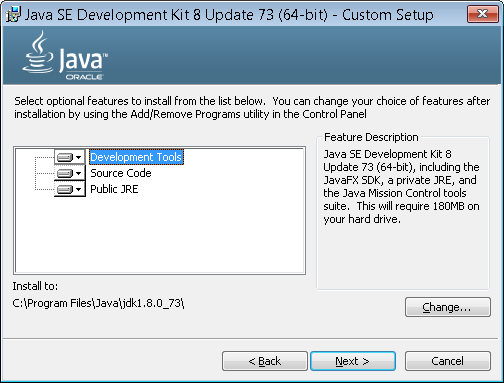 Java SE Development Kit 8 Update 73 (64-bit) - Custom Setup
Java™
ORACLE
Select optional features to install from the list below. You can change your choice of features after
installation by using the Add/Remove Programs utility in the Control Panel
Development Tools
Source Code
Public JRE
Feature Description
Java SE Development Kit 8
Update 73 (64-bit), including the
JavaFX SDK, a private JRE, and
the Java Mission Control tools
suite. This will require 180MB on
your hard drive.
Install to:
C:\Program Files\Java\jdk1.8.0_73\
Change...
< Back
Next >
Cancel